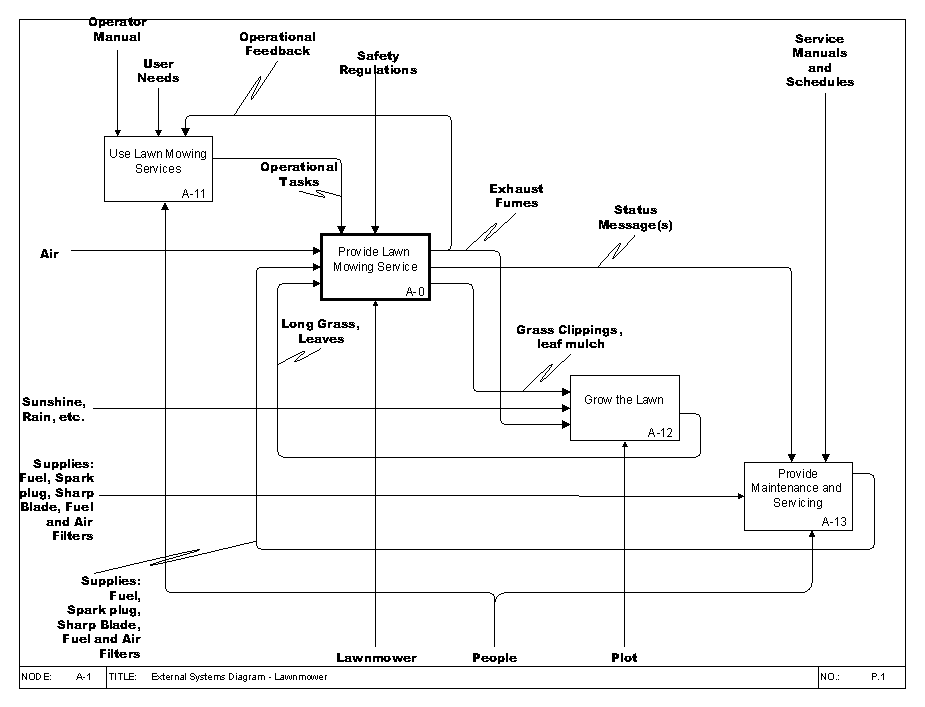 Operator
Manual
Operational
Feedback
Safety
Regulations
Service
Manuals
and
Schedules
User
Needs
Use Lawn Mowing
Services
A-11
Operational
Tasks
Exhaust
Fumes
Status
Message(s)
Air
Provide Lawn
Mowing Service
A-0
Long Grass,
Leaves
Grass Clippings,
leaf mulch
Sunshine,
Rain, etc.
Grow the Lawn
A-12
Supplies:
Fuel, Spark
plug, Sharp
Blade, Fuel
and Air
Filters
Provide
Maintenance and
Servicing
A-13
Supplies:
Fuel,
Spark plug,
Sharp Blade,
Fuel and Air
Filters
Lawnmower
People
Plot
NODE: A-1 TITLE: External Systems Diagram - Lawnmower NO.: P.1